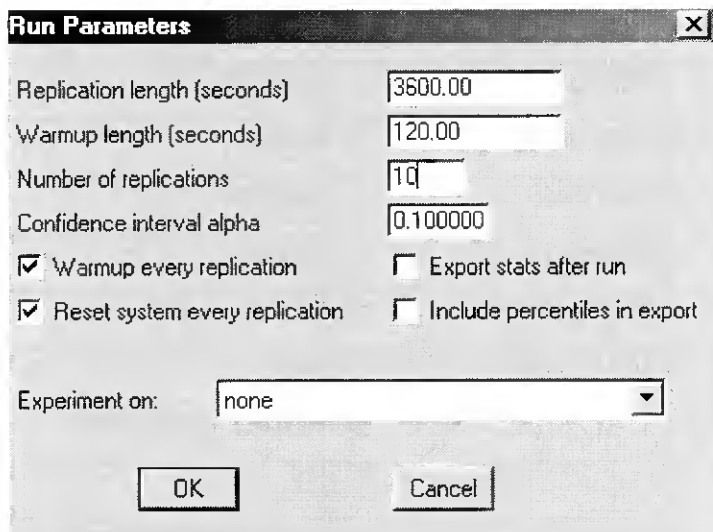 Run Parameters
Replication length (seconds) 3600.00
Warmup length (seconds) 120.00
Number of replications 10
Confidence interval alpha 0.100000
Warmup every replication Export stats after run
Reset system every replication Include percentiles in export
Experiment on: none
OK Cancel